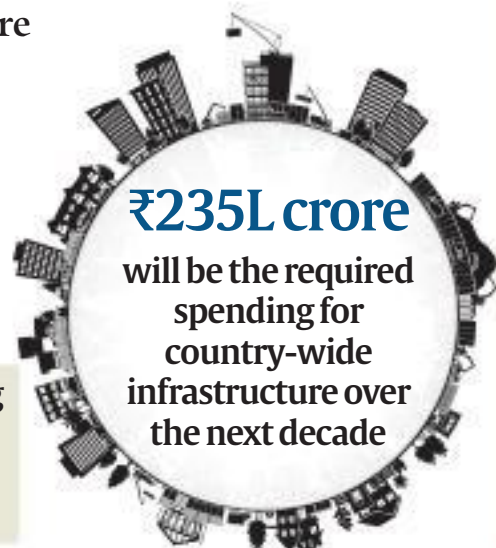 re
₹235L crore
will be the required
spending for
country-wide
infrastructure over
the next decade
g